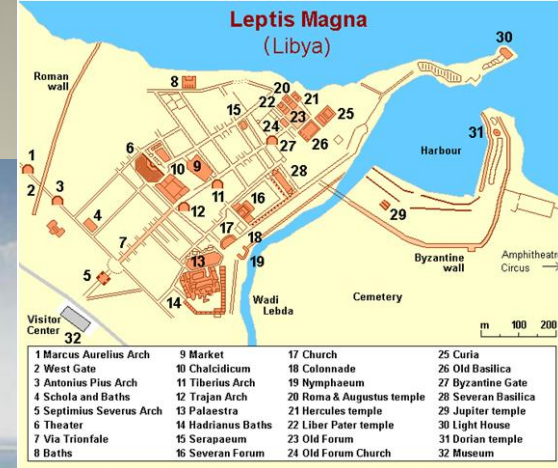 Leptis Magna
(Libya)
30
Roman
wall
8
20
21
22
15
23
25
24
6
31
27
26
Harbour
1
10
9
28
2
3
11
12
16
4
29
7
17
18
13
19
Byzantine
wall
Amphitheatre
Circus
5
14
Wadi
Lebda
Cemetery
Visitor
Center
32
m 100 200
1 Marcus Aurelius Arch
2 West Gate
3 Antonius Pius Arch
4 Schola and Baths
5 Septimius Severus Arch
6 Theater
7 Via Trionfale
8 Baths
9 Market
10 Chalcidicum
11 Tiberius Arch
12 Trajan Arch
13 Palaestra
14 Hadrianus Baths
15 Serapaeum
16 Severan Forum
17 Church
18 Colonnade
19 Nymphaeum
20 Roma & Augustus temple
21 Hercules temple
22 Liber Pater temple
23 Old Forum
24 Old Forum Church
25 Curia
26 Old Basilica
27 Byzantine Gate
28 Severan Basilica
29 Jupiter temple
30 Light House
31 Dorian temple
32 Museum